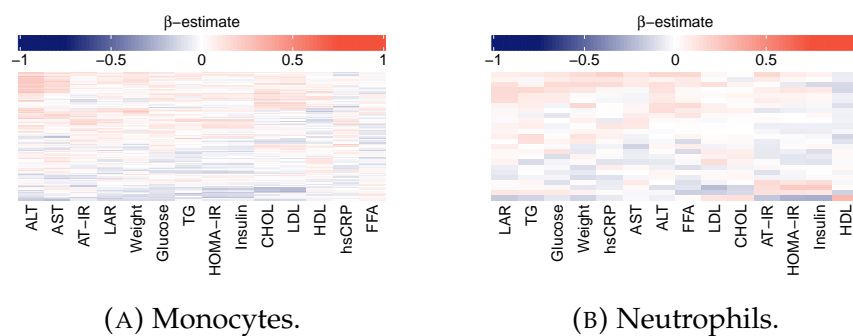 β−estimate
−1 −0.5 0 0.5 1
ALT AST AT−IR LAR Weight Glucose TG HOMA−IR Insulin CHOL LDL HDL hsCRP FFA
(A) Monocytes.
β−estimate
−1 −0.5 0 0.5
LAR TG Glucose Weight hsCRP AST ALT FFA LDL CHOL AT−IR HOMA−IR Insulin HDL
(B) Neutrophils.